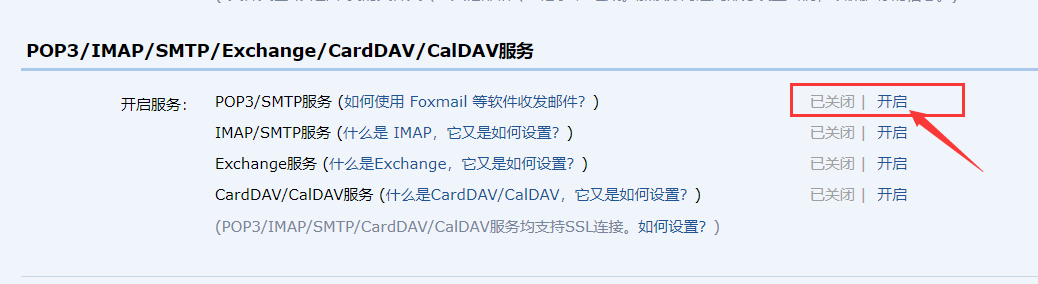 POP3/IMAP/SMTP/Exchange/CardDAV/CalDAV服务
开启服务： POP3/SMTP服务 (如何使用 Foxmail 等软件收发邮件？) 已关闭 | 开启
IMAP/SMTP服务 (什么是 IMAP，它又是如何设置？) 已关闭 | 开启
Exchange服务 (什么是Exchange，它又是如何设置？) 已关闭 | 开启
CardDAV/CalDAV服务 (什么是CardDAV/CalDAV，它又是如何设置？) 已关闭 | 开启
(POP3/IMAP/SMTP/CardDAV/CalDAV服务均支持SSL连接。如何设置？)